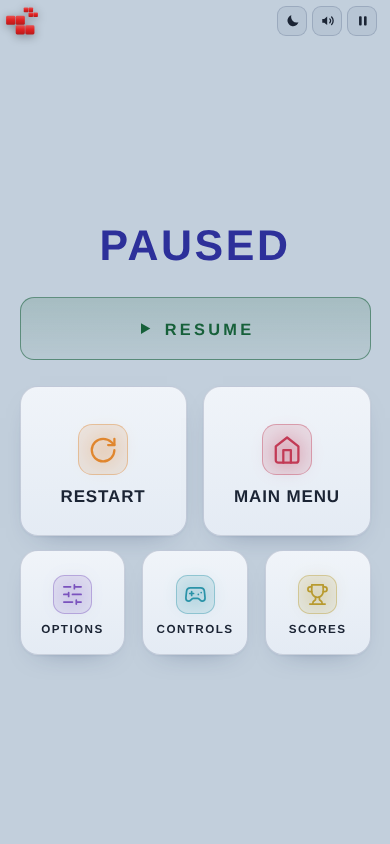 PAUSED
RESUME
RESTART
MAIN MENU
OPTIONS
CONTROLS
SCORES